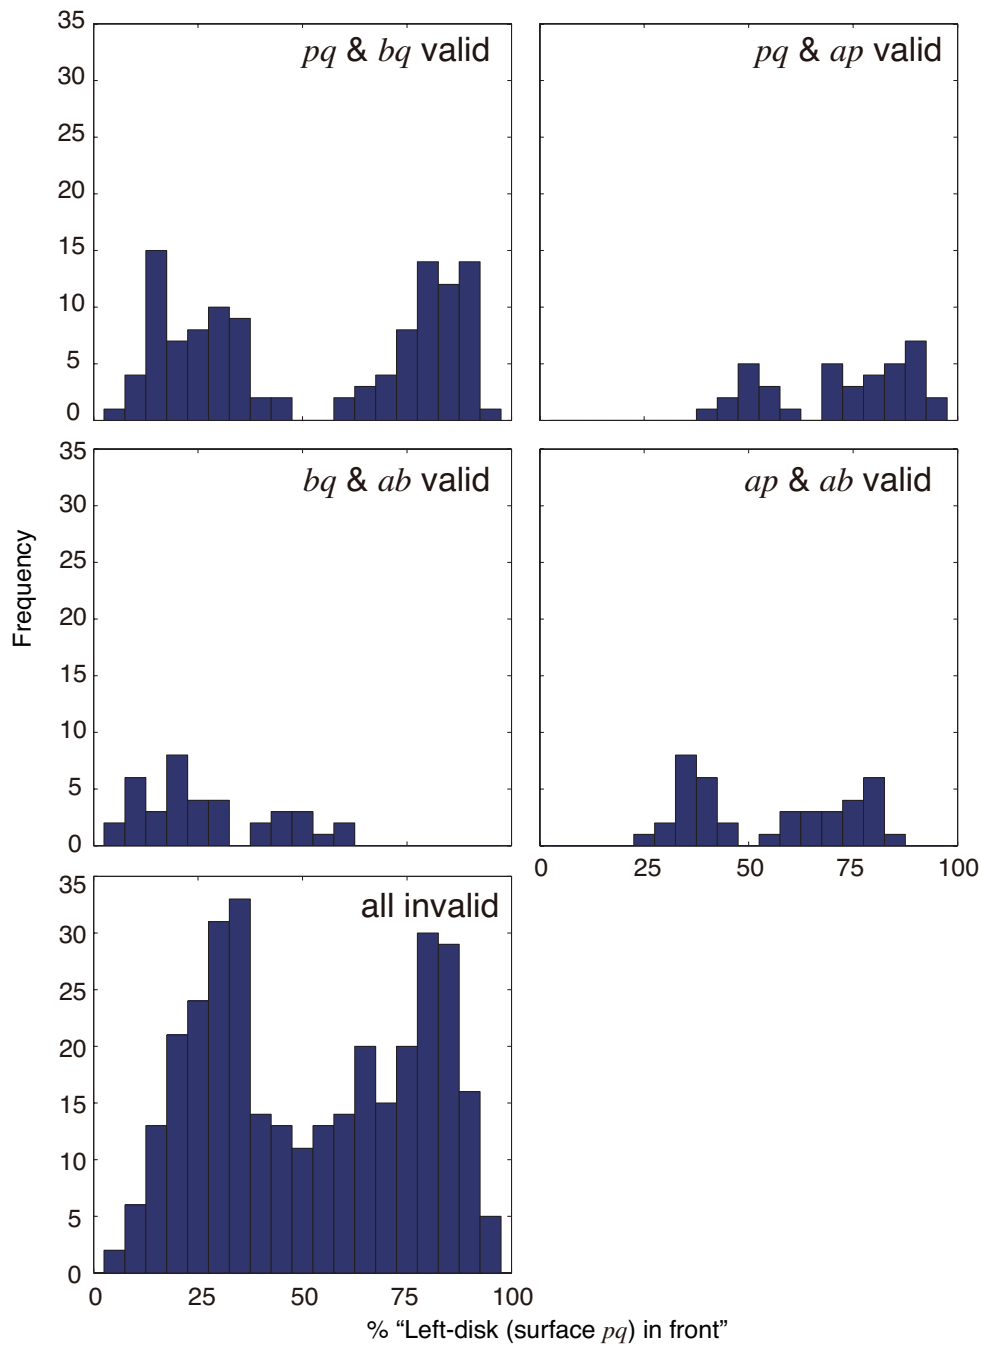 pq & bq valid
35
30
25
20
15
10
5
0
pq & ap valid
bq & ab valid
35
30
25
20
15
10
5
0
ap & ab valid
0 25 50 75 100
Frequency
all invalid
35
30
25
20
15
10
5
0
0 25 50 75 100
% “Left-disk (surface pq) in front”